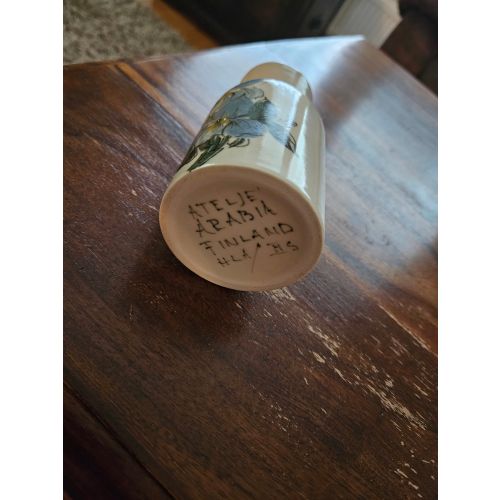 ATELJE'
ARABIA
FINLAND
HLA/ HS